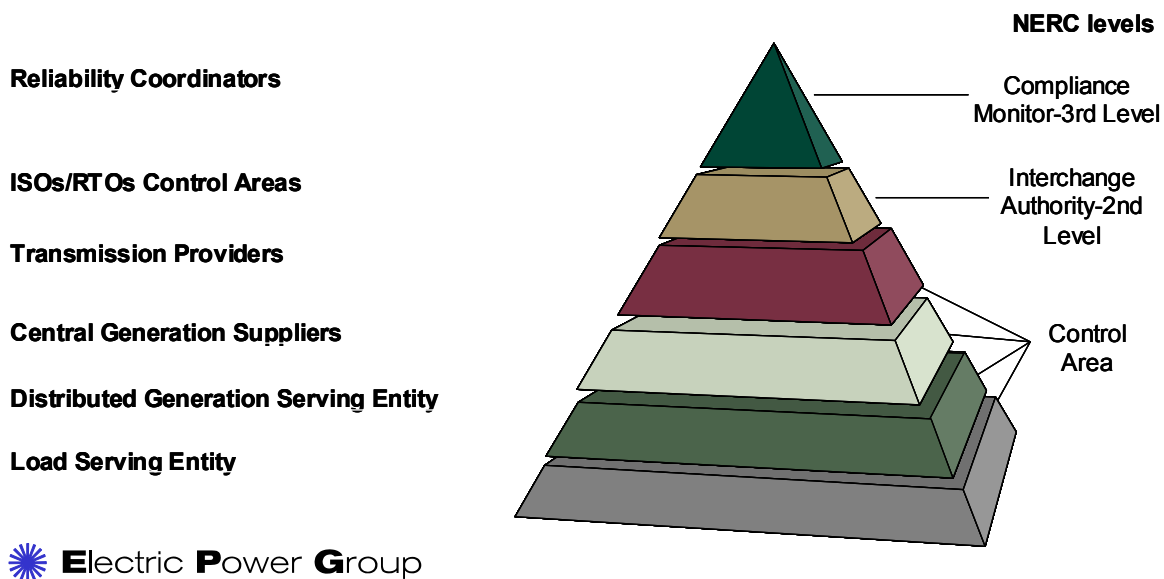 NERC levels
Reliability Coordinators
Compliance
Monitor-3rd Level
ISOs/RTOs Control Areas
Interchange
Authority-2nd
Level
Transmission Providers
Central Generation Suppliers
Control
Area
Distributed Generation Serving Entity
Load Serving Entity
Electric Power Group